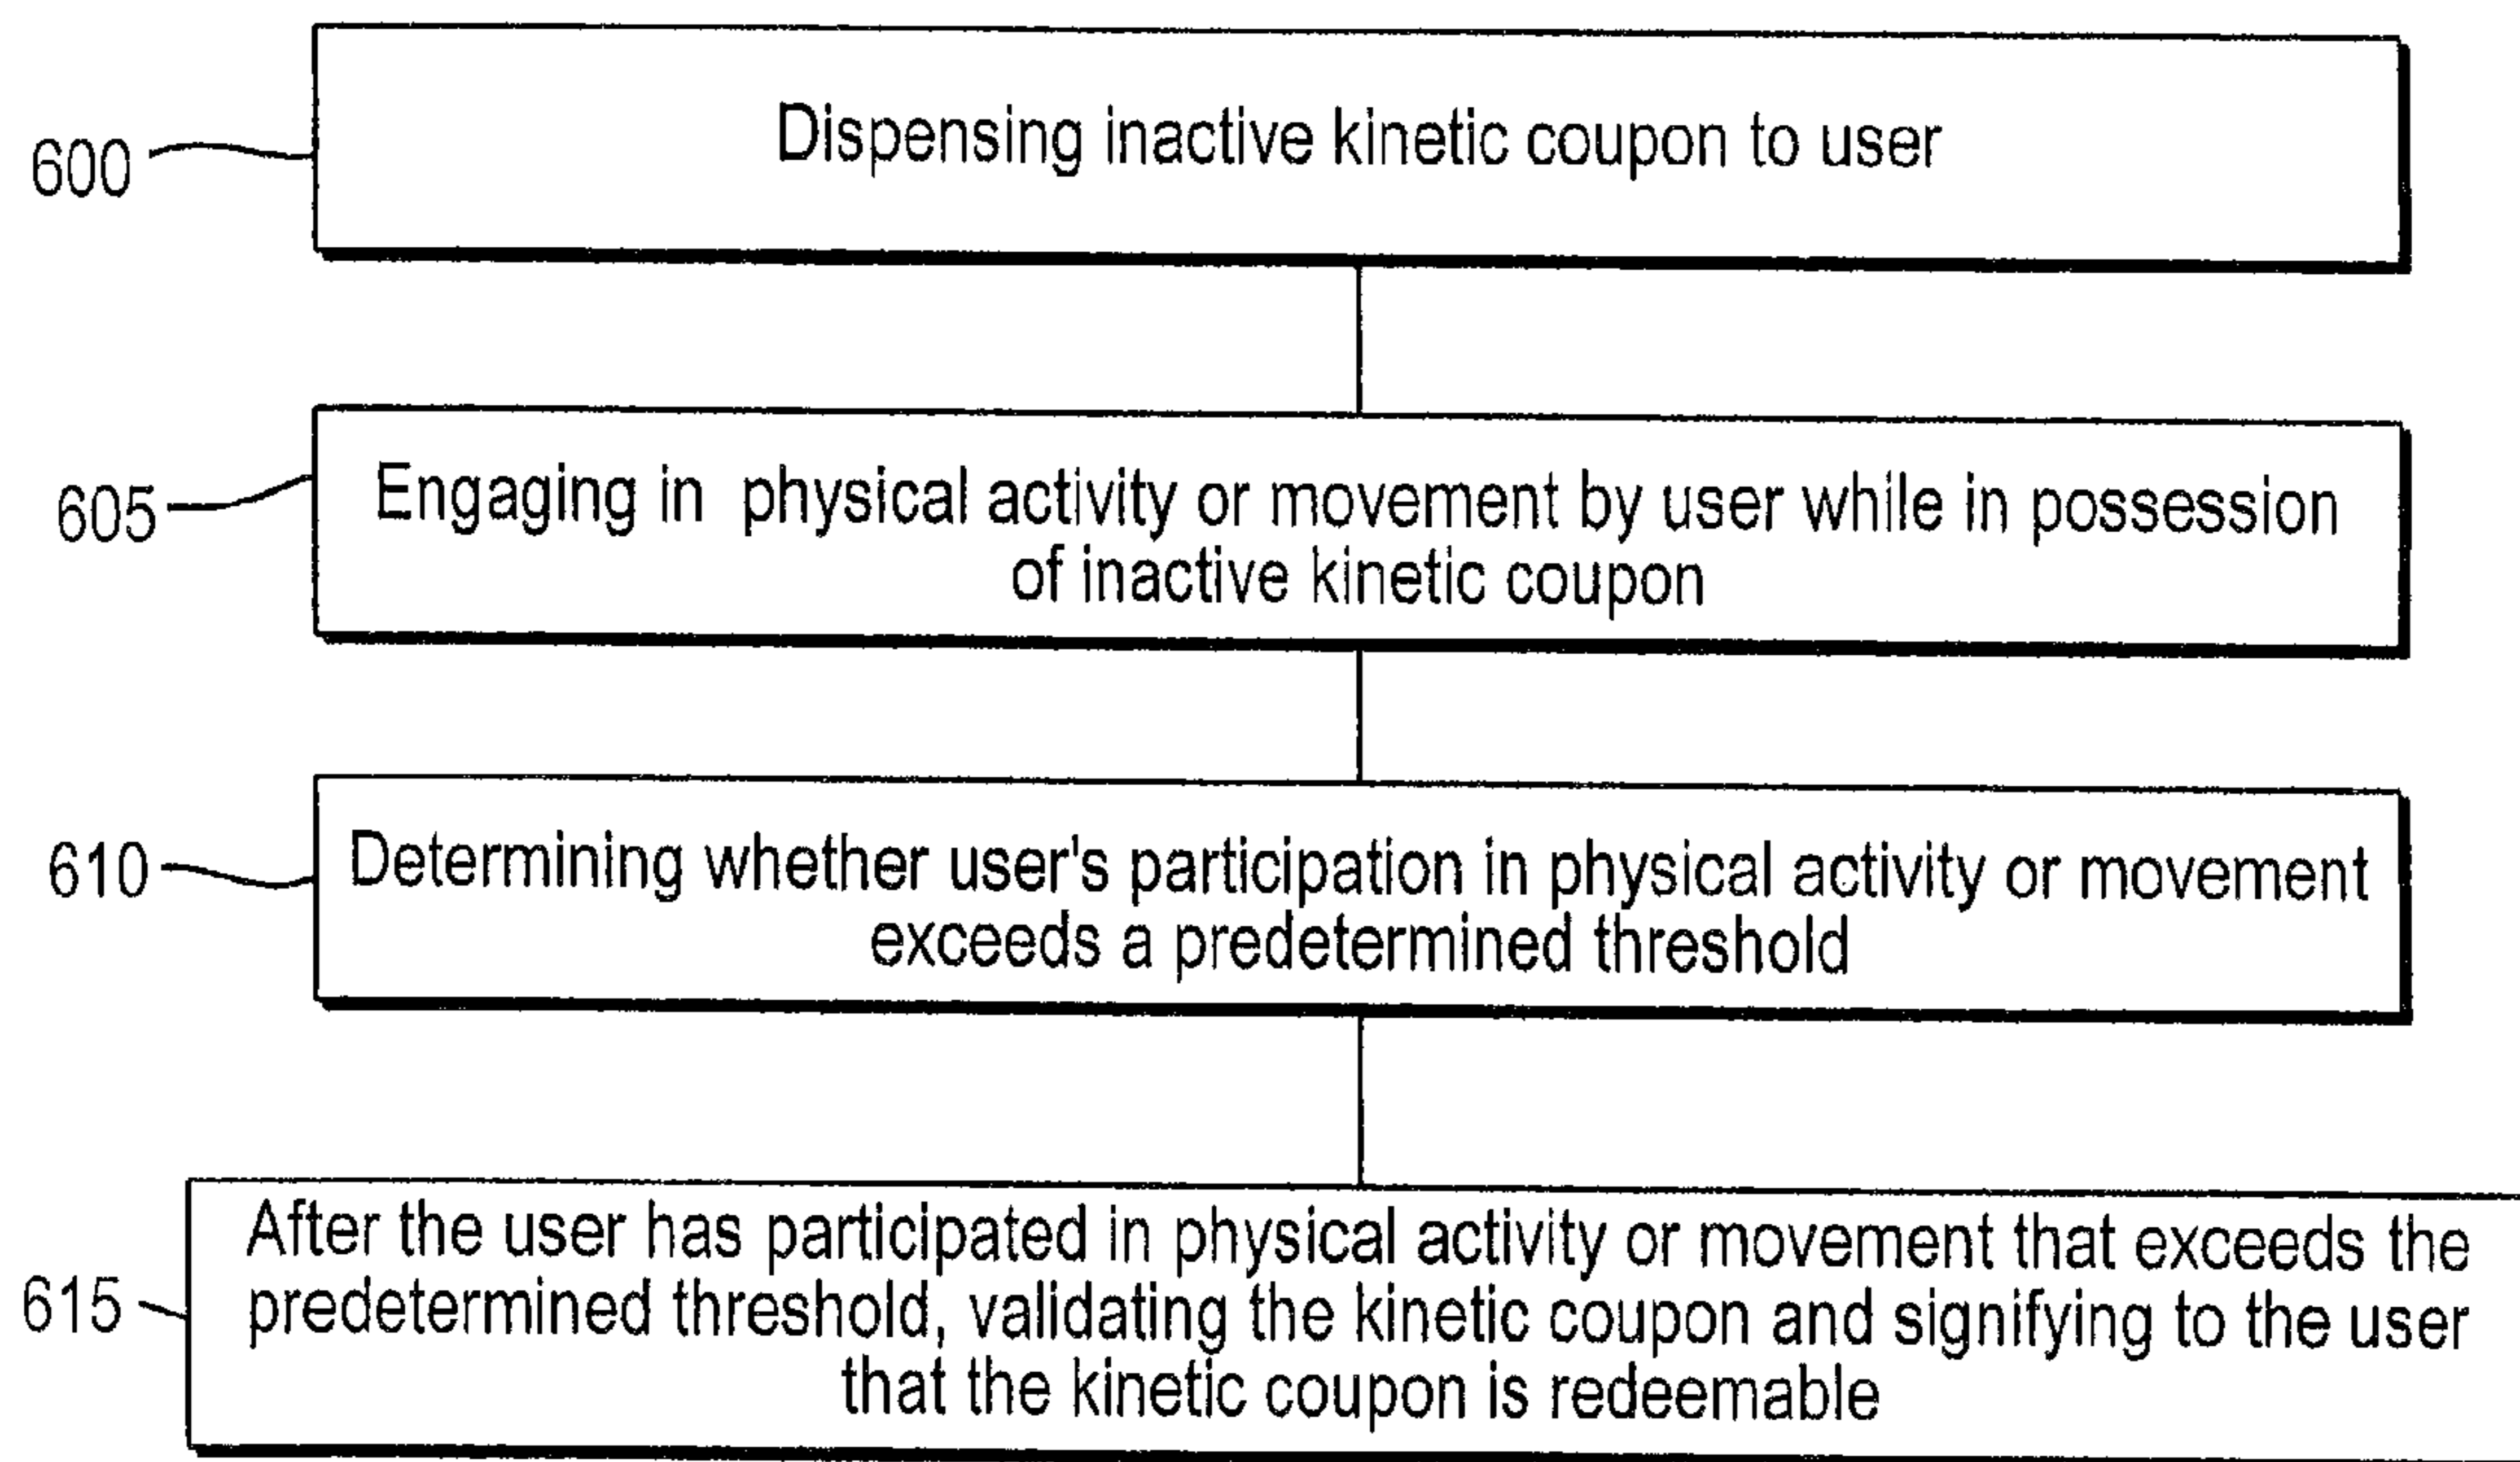 600
Dispensing inactive kinetic coupon to user
605
Engaging in physical activity or movement by user while in possession
of inactive kinetic coupon
610
Determining whether user's participation in physical activity or movement
exceeds a predetermined threshold
615
After the user has participated in physical activity or movement that exceeds the
predetermined threshold, validating the kinetic coupon and signifying to the user
that the kinetic coupon is redeemable